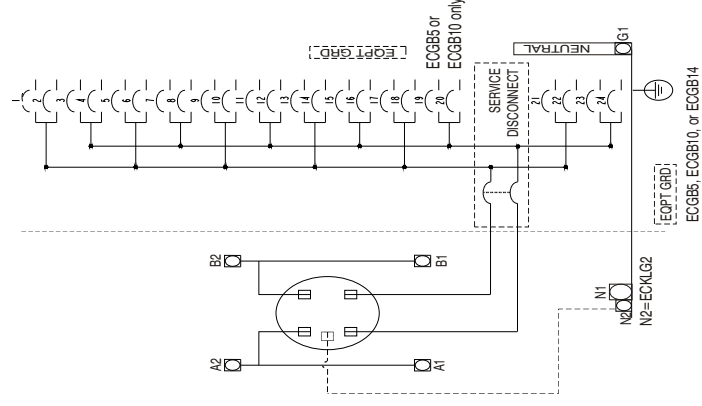 1
2
3
4
5
6
7
8
9
10
11
12
13
14
15
16
17
18
19
20
21
22
23
24
EQPT GRD
ECGB5 or
ECGB10 only
SERVICE
DISCONNECT
NEUTRAL
G1
EQPT GRD
ECGB5, ECGB10, or ECGB14
B2
B1
A2
A1
N1
N2
N2=ECKLG2